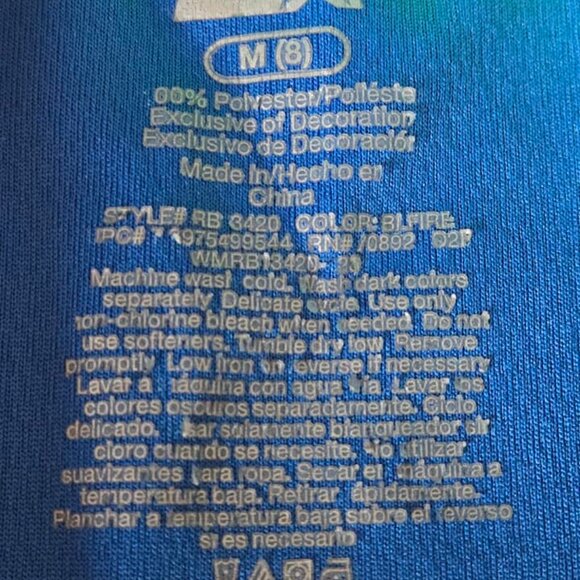 M (8)
00% Polyester/Poliéste
Exclusive of Decoration
Exclusivo de Decoración
Made In/Hecho en
China
STYLE# RB 3420 COLOR: BLFIRE
975499544 RN# 70892
Machine wash cold. Wash dark colors
separately. Delicate cycle. Use only
non-chlorine bleach when needed. Do not
use softeners. Tumble dry low. Remove
promptly. Low iron on reverse if necessary
Lavar a máquina con agua fría. Lavar los
colores oscuros separadamente. Ciclo
delicado. Usar solamente blanqueador sin
cloro cuando se necesite. No utilizar
suavizantes para ropa. Secar en máquina a
temperatura baja. Retirar rápidamente.
Planchar a temperatura baja sobre el reverso
si es necesario